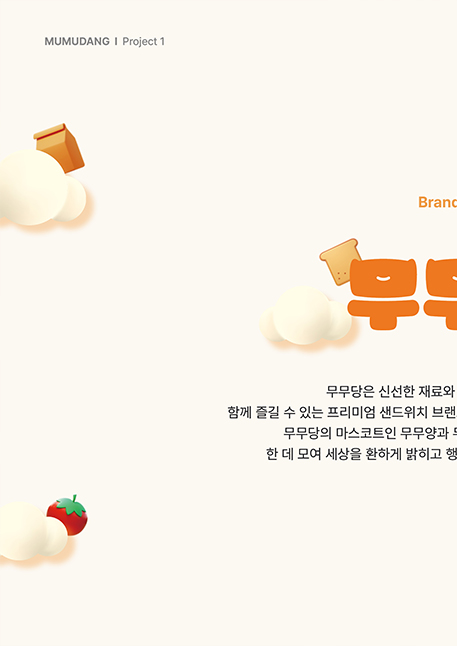 MUMUDANG I Project 1
Brand
무무
무무당은 신선한 재료와
함께 즐길 수 있는 프리미엄 샌드위치 브랜
무무당의 마스코트인 무무양과
한 데 모여 세상을 환하게 밝히고 행